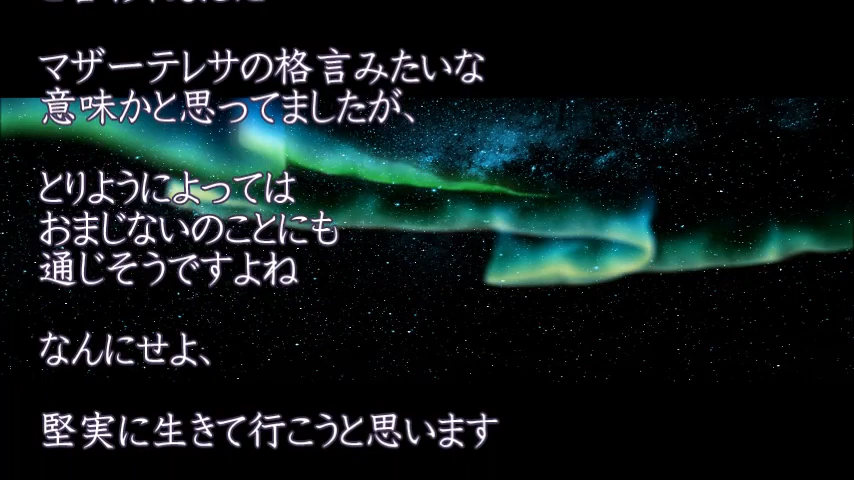 マザーテレサの格言みたいな
意味かと思ってましたが、
とりようによっては
おまじないのことにも
通じそうですよね
なんにせよ、
堅実に生きて行こうと思います